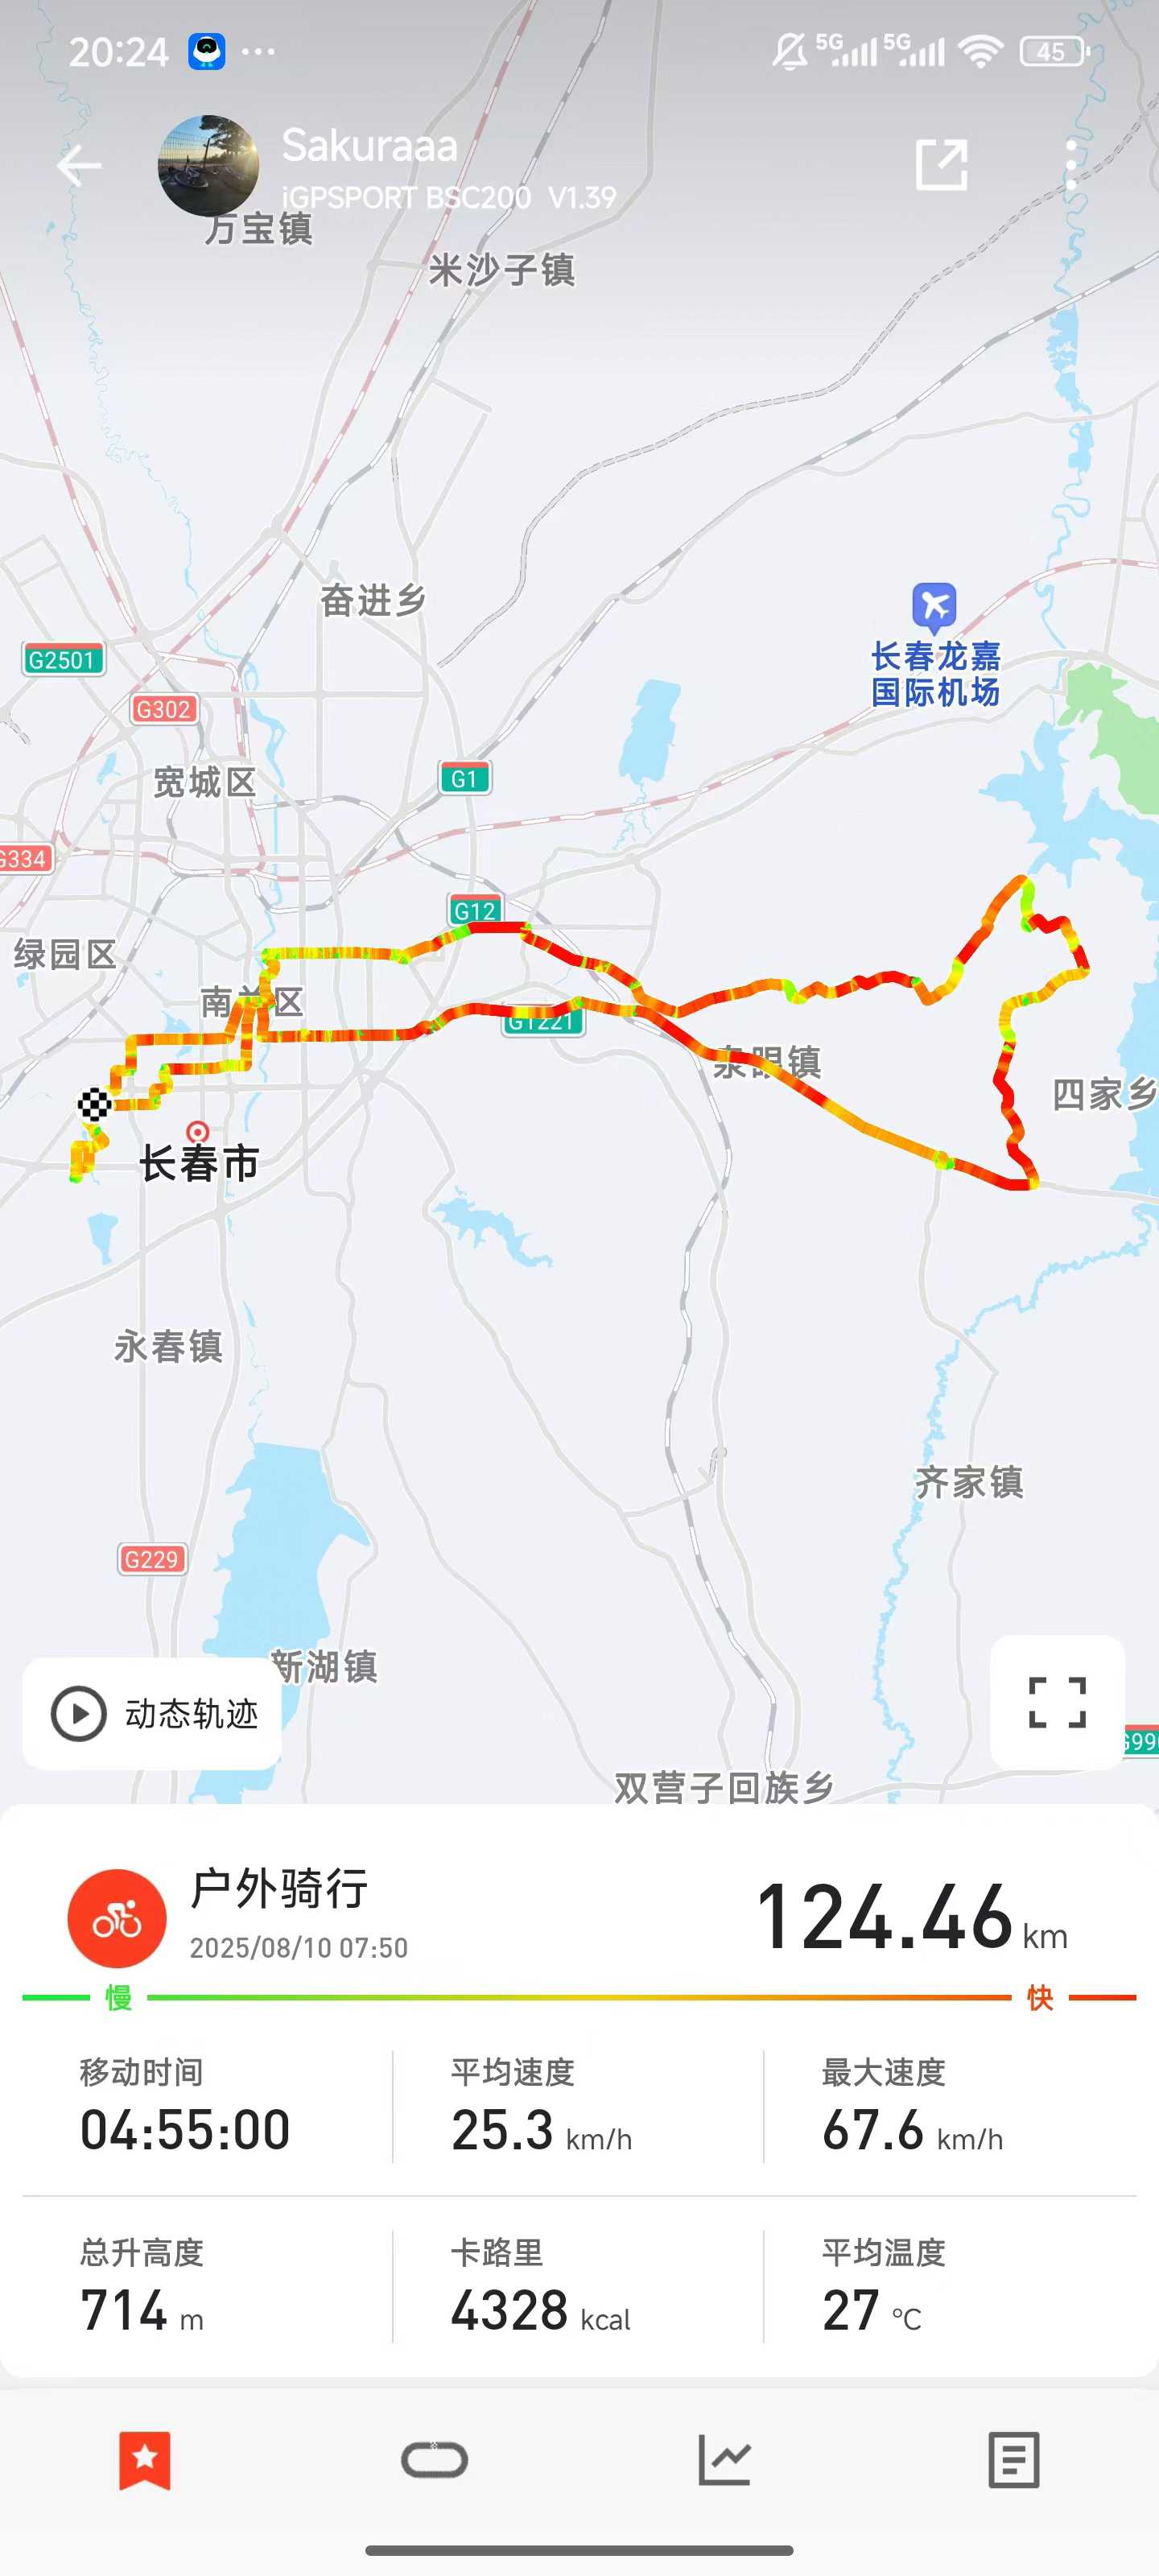 20:24
5G 5G 45
Sakuraaa
iGPSPORT BSC200 V1.39
万宝镇
米沙子镇
奋进乡
长春龙嘉
国际机场
G2501
G302
宽城区
G1
G334
G12
绿园区
南关区
G1221
泉眼镇
四家乡
长春市
永春镇
齐家镇
G229
新湖镇
动态轨迹
双营子回族乡
户外骑行
124.46 km
2025/08/10 07:50
慢 快
移动时间 平均速度 最大速度
04:55:00 25.3 km/h 67.6 km/h
总升高度 卡路里 平均温度
714 m 4328 kcal 27 °C